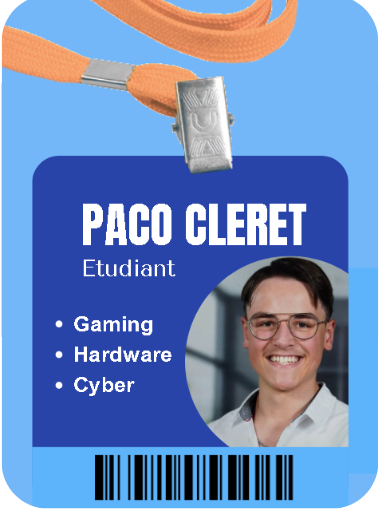 PACO CLERET
Etudiant
• Gaming
• Hardware
• Cyber